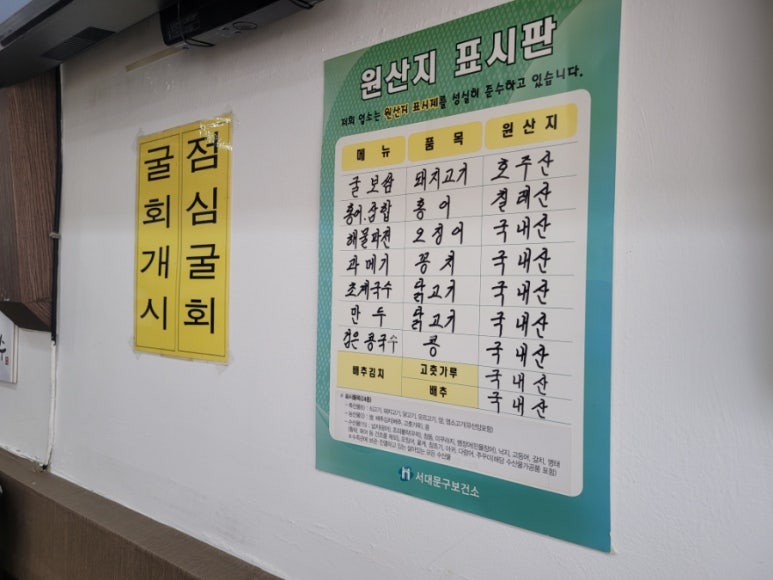 점심굴회
굴회개시
원산지 표시판
저희 업소는 원산지 표시제를 성실히 준수하고 있습니다.
메뉴 품목 원산지
굴보쌈 돼지고기 호주산
홍어.삼합 홍어 칠레산
해물파전 오징어 국내산
과메기 꽁치 국내산
초계국수 닭고기 국내산
만두 닭고기 국내산
검은콩국수 콩 국내산
배추김치 고춧가루 국내산
배추 국내산
서대문구보건소